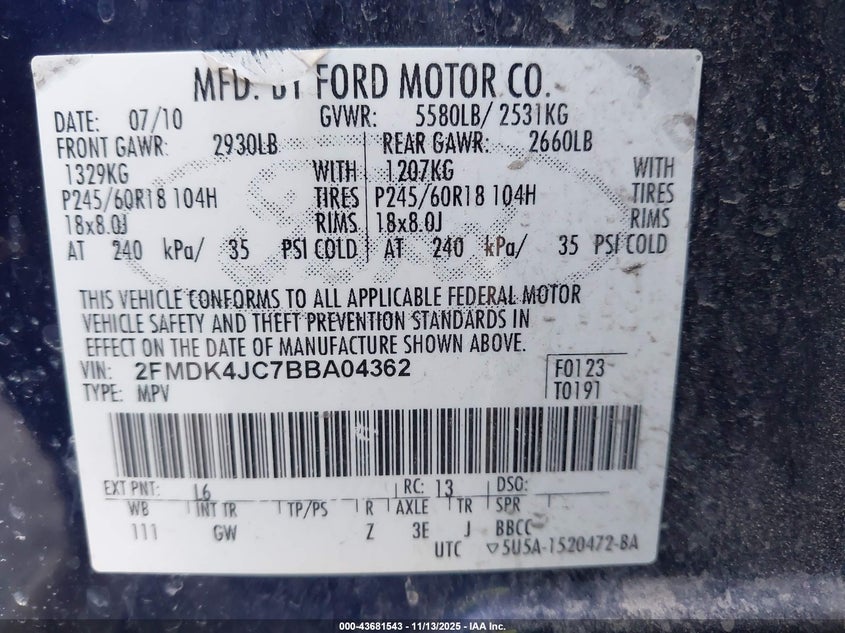 MFD. BY FORD MOTOR CO.
DATE: 07/10 GVWR: 5580LB/ 2531KG
FRONT GAWR: 2930LB REAR GAWR: 2660LB
1329KG WITH 1207KG WITH
P245/60R18 104H TIRES P245/60R18 104H TIRES
18x8.0J RIMS 18x8.0J RIMS
AT 240 kPa/ 35 PSI COLD AT 240 kPa/ 35 PSI COLD
THIS VEHICLE CONFORMS TO ALL APPLICABLE FEDERAL MOTOR
VEHICLE SAFETY AND THEFT PREVENTION STANDARDS IN
EFFECT ON THE DATE OF MANUFACTURE SHOWN ABOVE.
VIN: 2FMDK4JC7BBA04362 F0123
TYPE: MPV T0191
EXT PNT: L6 RC: 13 DSO:
WB INT TR TP/PS R AXLE TR SPR
111 GW Z 3E J BBCC
UTC ▽5U5A-1520472-BA
000-43681543 - 11/13/2025 - IAA Inc.